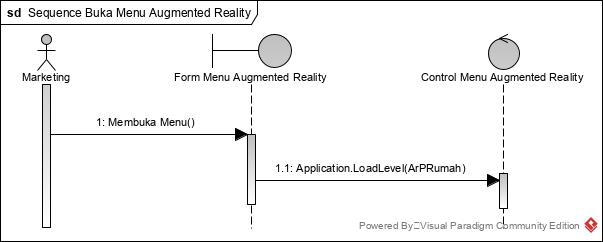 sd Sequence Buka Menu Augmented Reality
Marketing
Form Menu Augmented Reality
Control Menu Augmented Reality
1: Membuka Menu()
1.1: Application.LoadLevel(ArPRumah)
Powered By Visual Paradigm Community Edition